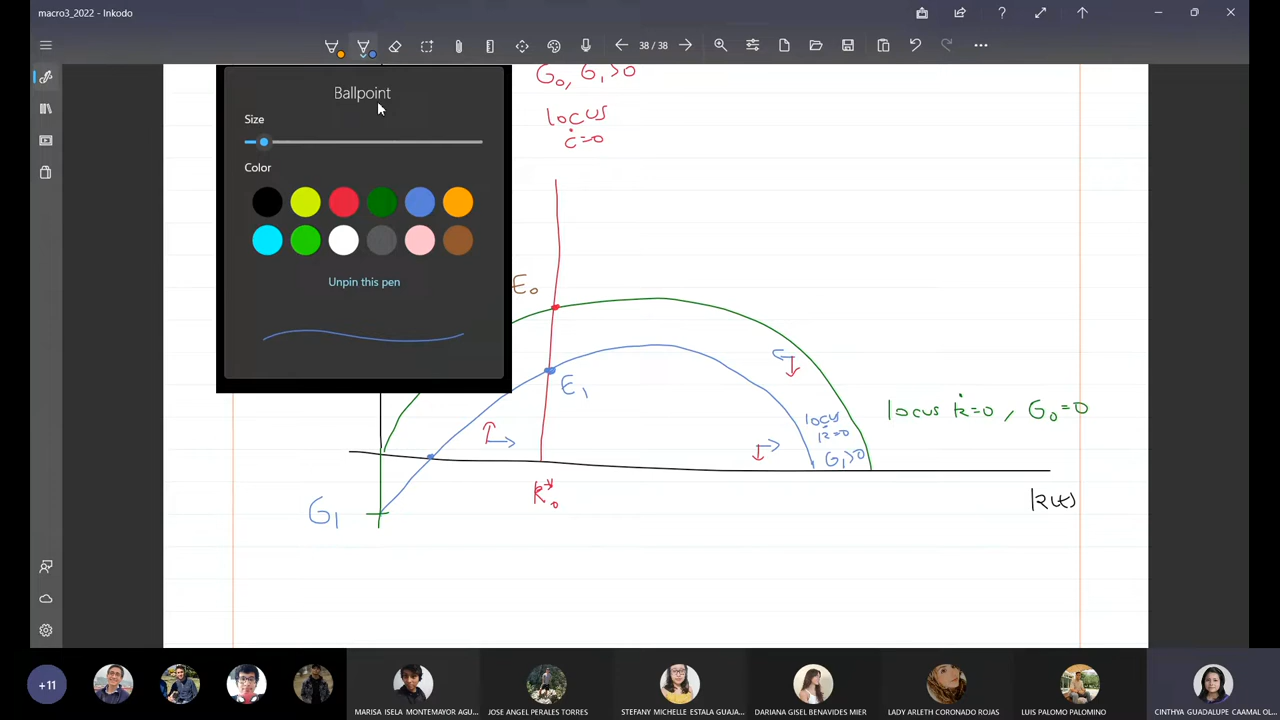 macro3_2022 - Inkodo
38 / 38
Ballpoint
Size
Color
Unpin this pen
G₀, G₁>0
locus
ċ=0
E₀
E₁
locus
k̇=0
G₁>0
locus k̇=0, G₀=0
k*₀
k(t)
G₁
+11
MARISA ISELA MONTEMAYOR AGU...
JOSE ANGEL PERALES TORRES
STEFANY MICHELLE ESTALA GUAJA...
DARIANA GISEL BENAVIDES MIER
LADY ARLETH CORONADO ROJAS
LUIS PALOMO PALOMINO
CINTHYA GUADALUPE CAAMAL OL...